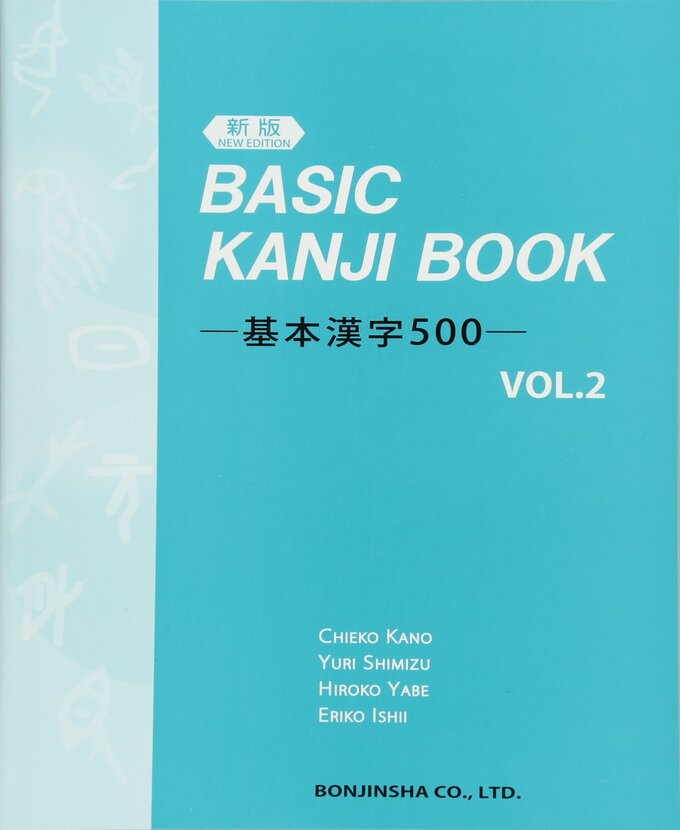 新版
NEW EDITION
BASIC
KANJI BOOK
—基本漢字500—
VOL.2
CHIEKO KANO
YURI SHIMIZU
HIROKO YABE
ERIKO ISHII
BONJINSHA CO., LTD.